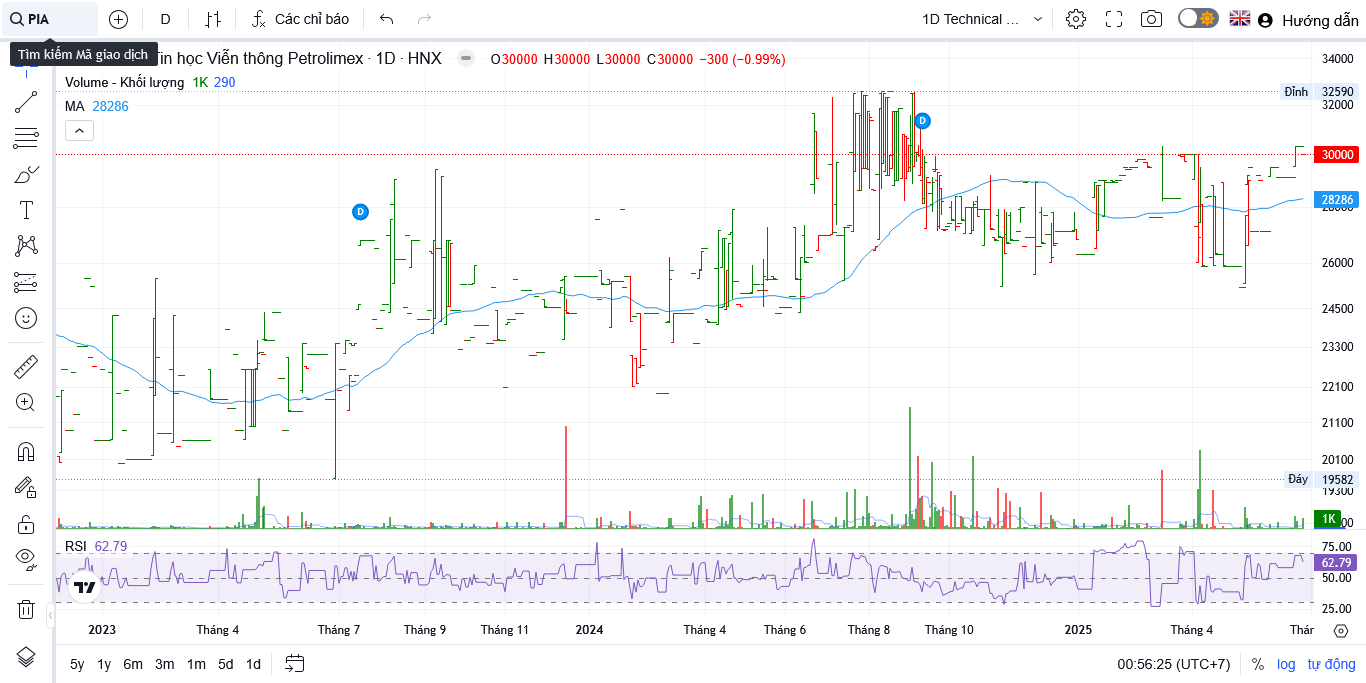 PIA D Các chỉ báo 1D Technical ... Hướng dẫn
Tìm kiếm Mã giao dịch
Tin học Viễn thông Petrolimex · 1D · HNX O30000 H30000 L30000 C30000 −300 (−0.99%)
Volume - Khối lượng 1K 290
MA 28286
34000
Đỉnh 32590
32000
D
30000
D
28286
28000
26000
24500
23300
22100
21100
20100
Đáy 19582
19300
1K
RSI 62.79
75.00
62.79
50.00
25.00
2023 Tháng 4 Tháng 7 Tháng 9 Tháng 11 2024 Tháng 4 Tháng 6 Tháng 8 Tháng 10 2025 Tháng 4 Thár
5y 1y 6m 3m 1m 5d 1d 00:56:25 (UTC+7) % log tự động